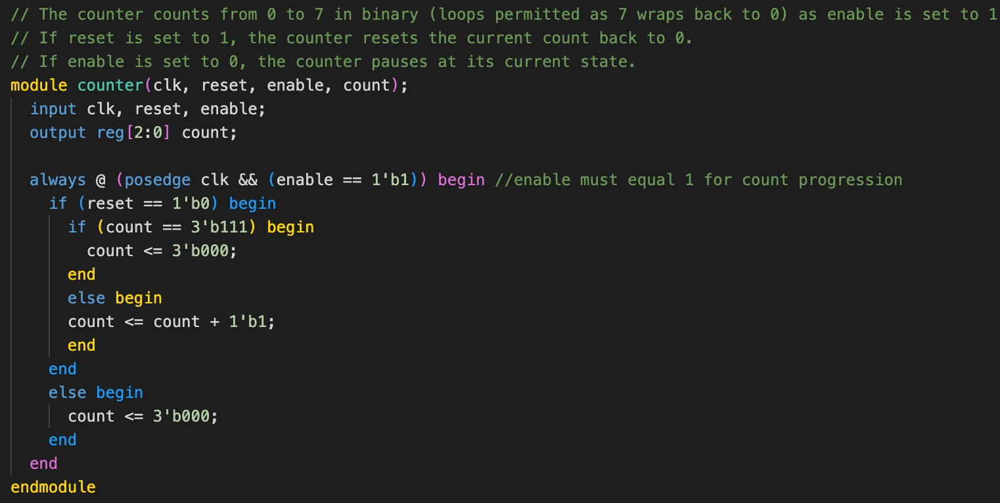 // The counter counts from 0 to 7 in binary (loops permitted as 7 wraps back to 0) as enable is set to 1
// If reset is set to 1, the counter resets the current count back to 0.
// If enable is set to 0, the counter pauses at its current state.
module counter(clk, reset, enable, count);
  input clk, reset, enable;
  output reg[2:0] count;

  always @ (posedge clk && (enable == 1'b1)) begin //enable must equal 1 for count progression
    if (reset == 1'b0) begin
      if (count == 3'b111) begin
        count <= 3'b000;
      end
      else begin
      count <= count + 1'b1;
      end
    end
    else begin
      count <= 3'b000;
    end
  end
endmodule